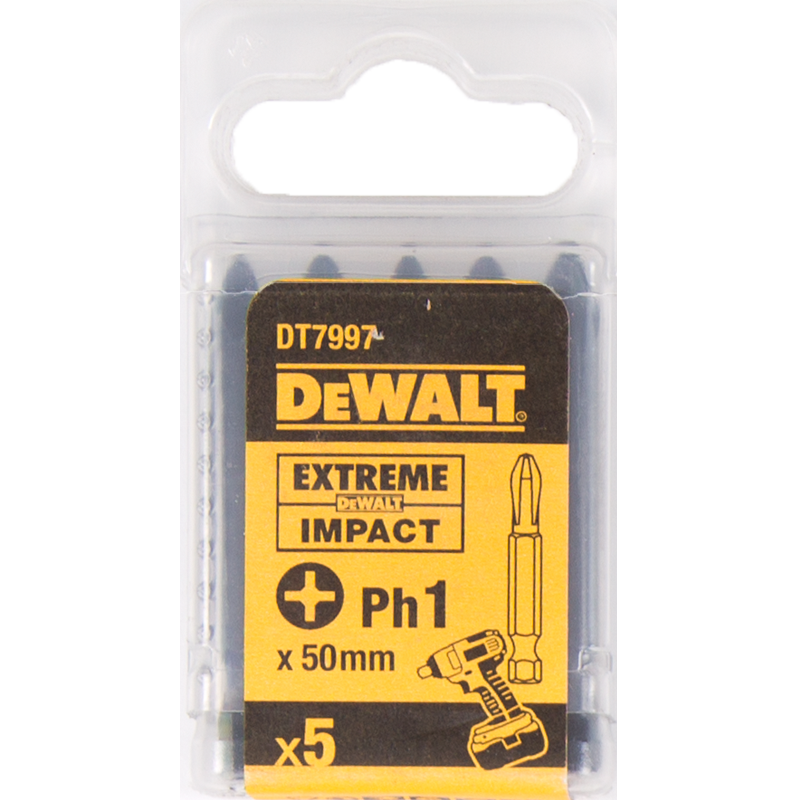 DT7997
DEWALT®
EXTREME
DEWALT
IMPACT
Ph1
x 50mm
x5